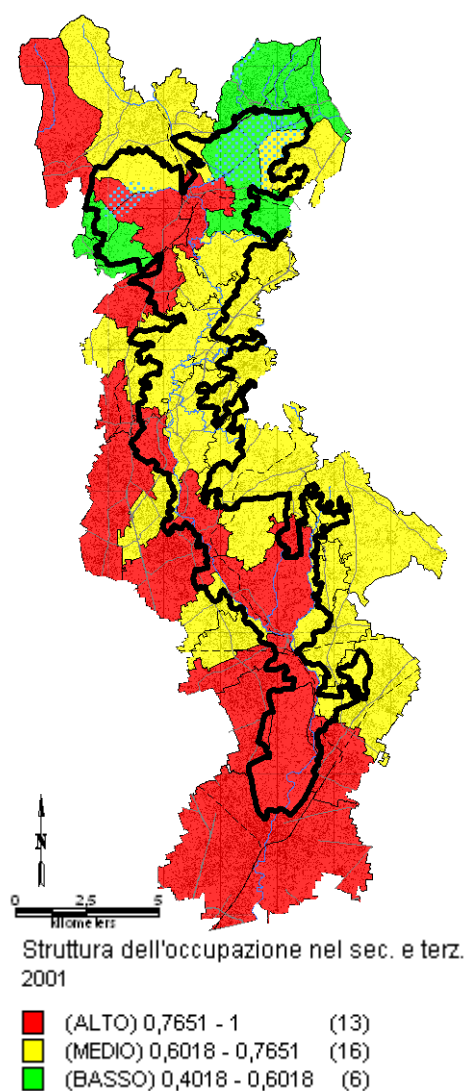 N
0 2,5 5
kilometers
Struttura dell'occupazione nel sec. e terz.
2001
(ALTO) 0,7651 - 1 (13)
(MEDIO) 0,6018 - 0,7651 (16)
(BASSO) 0,4018 - 0,6018 (6)